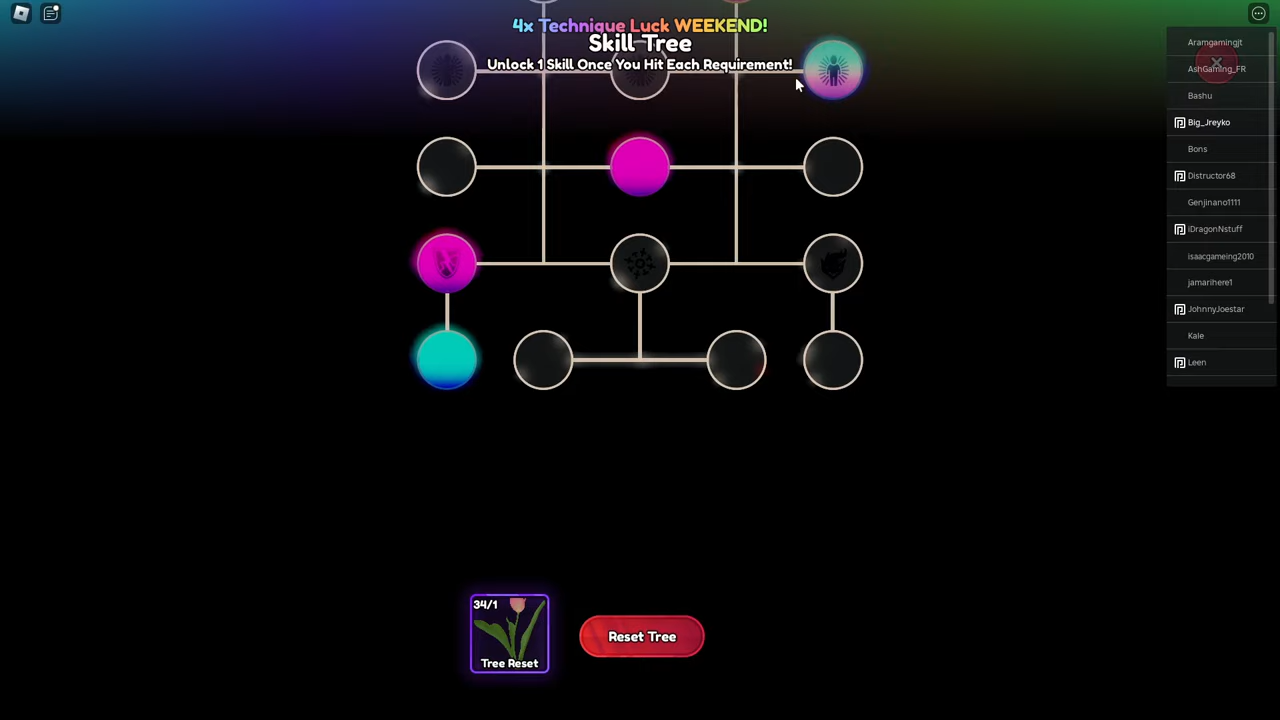 4x Technique Luck WEEKEND!
Skill Tree
Unlock 1 Skill Once You Hit Each Requirement!
Aramgamingjt
AshGaming_FR
Bashu
Big_Jreyko
Bons
Distructor68
Genjinano1111
iDragonNstuff
isaacgameing2010
jamarihere1
JohnnyJoestar
Kale
Leen
34/1
Tree Reset
Reset Tree